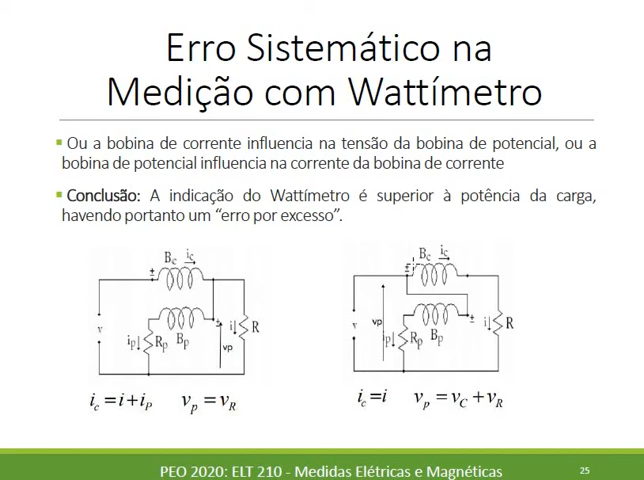 Erro Sistemático na
Medição com Wattímetro
▪ Ou a bobina de corrente influencia na tensão da bobina de potencial, ou a
bobina de potencial influencia na corrente da bobina de corrente
▪ Conclusão: A indicação do Wattímetro é superior à potência da carga,
havendo portanto um “erro por excesso”.
Bc ic
±
v
ip↓ Rp Bp
±
vp
i↓ R
ic = i + iP vp = vR
Bc ic
±
v
vp
ip↓ Rp Bp
±
i↓ R
ic = i vp = vC + vR
PEO 2020: ELT 210 - Medidas Elétricas e Magnéticas
25